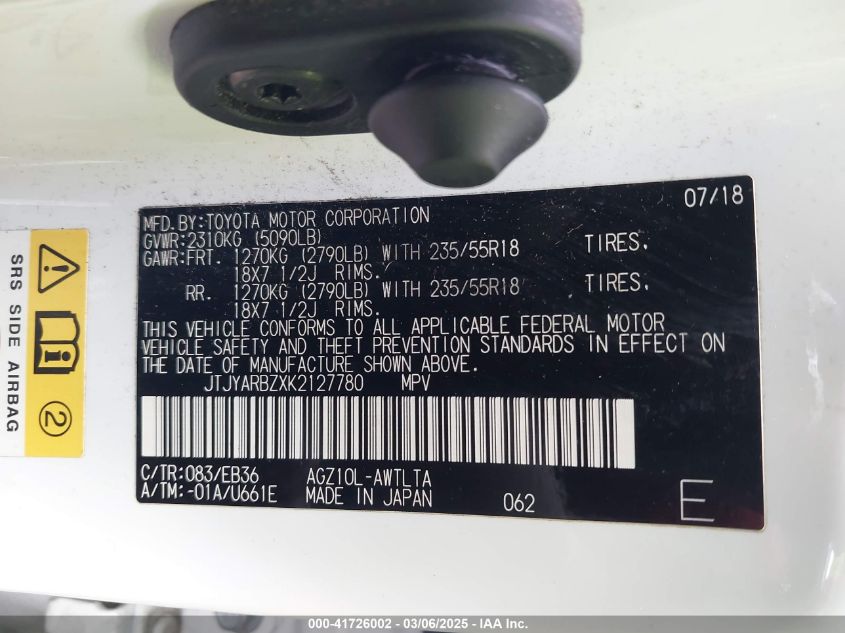 07/18
MFD.BY:TOYOTA MOTOR CORPORATION
GVWR:2310KG (5090LB)
GAWR:FRT. 1270KG (2790LB) WITH 235/55R18 TIRES.
18X7 1/2J RIMS.
RR. 1270KG (2790LB) WITH 235/55R18 TIRES.
18X7 1/2J RIMS.
THIS VEHICLE CONFORMS TO ALL APPLICABLE FEDERAL MOTOR
VEHICLE SAFETY AND THEFT PREVENTION STANDARDS IN EFFECT ON
THE DATE OF MANUFACTURE SHOWN ABOVE.
JTJYARBZXK2127780 MPV
C/TR:083/EB36 AGZ10L-AWTLTA
A/TM:-01A/U661E MADE IN JAPAN 062 E
SRS SIDE AIRBAG
2
000-41726002 - 03/06/2025 - IAA Inc.